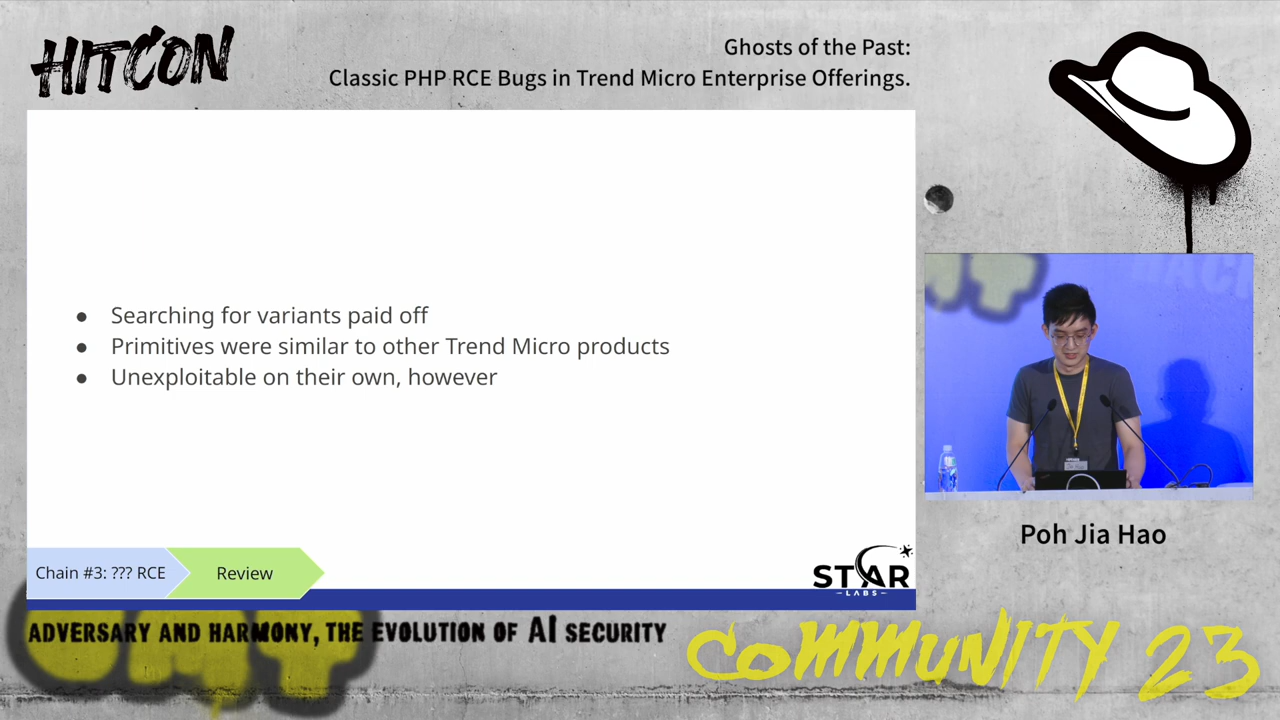 HITCON
Ghosts of the Past:
Classic PHP RCE Bugs in Trend Micro Enterprise Offerings.
● Searching for variants paid off
● Primitives were similar to other Trend Micro products
● Unexploitable on their own, however
Chain #3: ??? RCE
Review
STAR
LABS
Poh Jia Hao
ADVERSARY AND HARMONY, THE EVOLUTION OF AI SECURITY
COMMUNITY 23